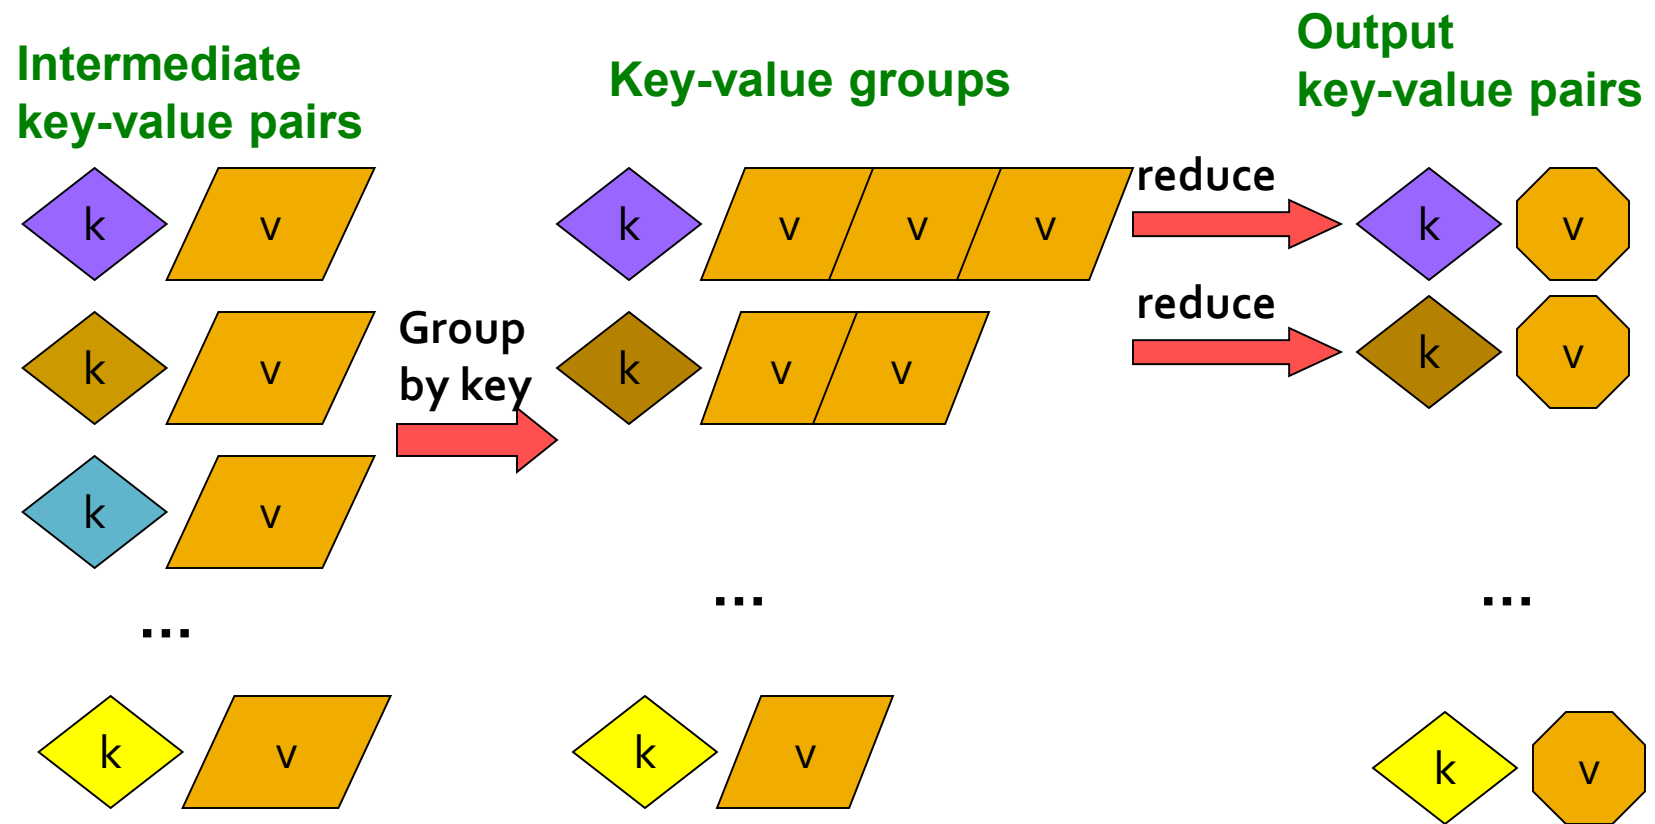 Intermediate
key-value pairs
Key-value groups
Output
key-value pairs
k v
k v v v
reduce
k v
k v
Group
by key
k v v
reduce
k v
k v
...
...
...
k v
k v
k v